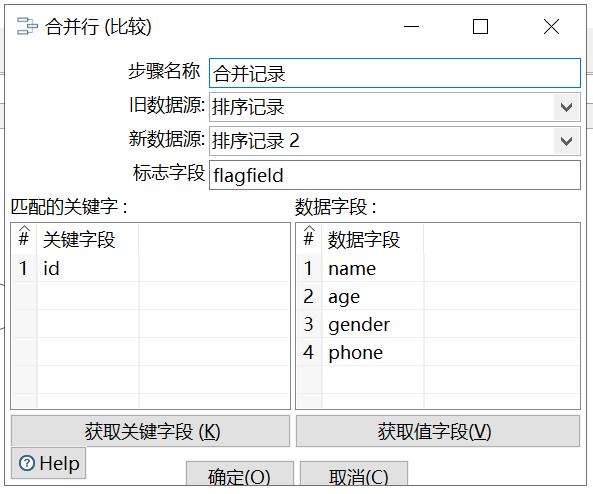 合并行 (比较)
步骤名称 合并记录
旧数据源: 排序记录
新数据源: 排序记录 2
标志字段 flagfield
匹配的关键字 : 数据字段 :
# 关键字段 # 数据字段
1 id 1 name
2 age
3 gender
4 phone
获取关键字段 (K) 获取值字段(V)
Help
确定(O) 取消(C)